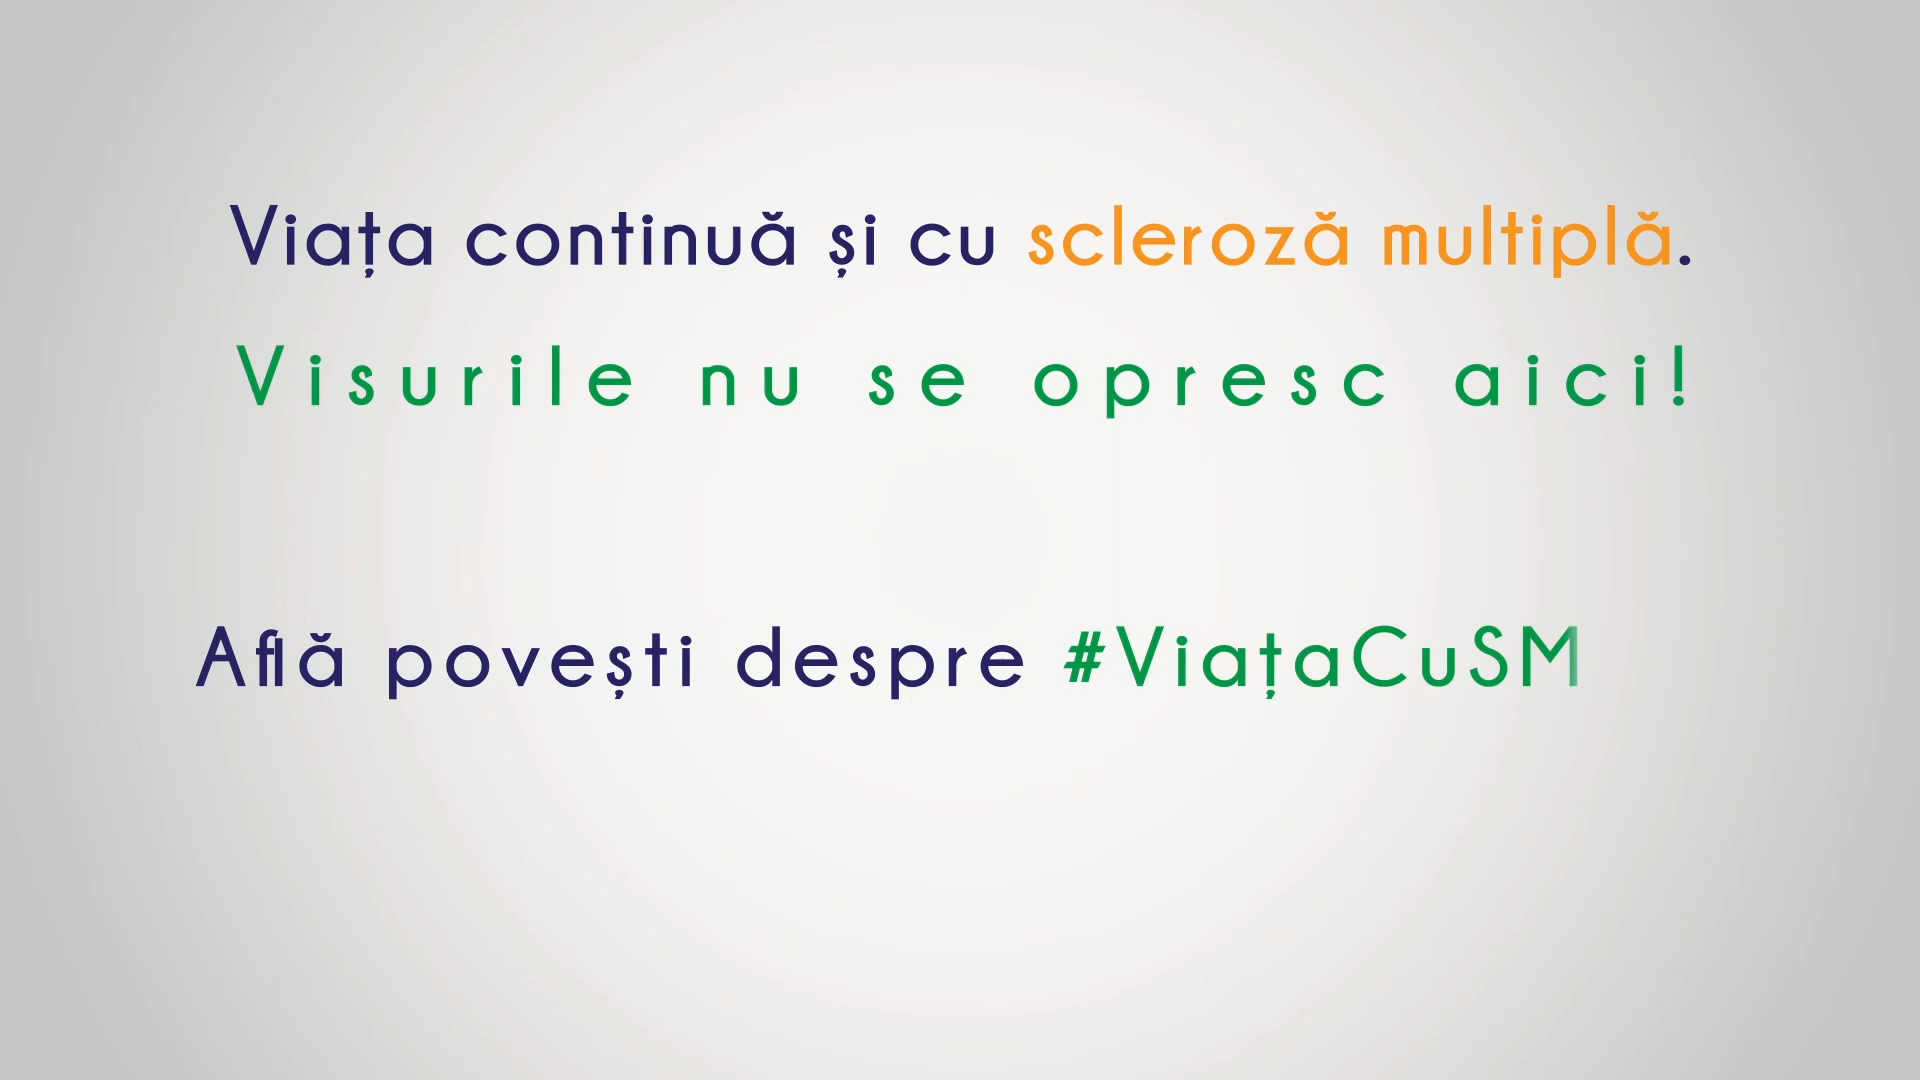 Viața continuă și cu scleroză multiplă.
Visurile nu se opresc aici!
Află povești despre #ViațaCuSM